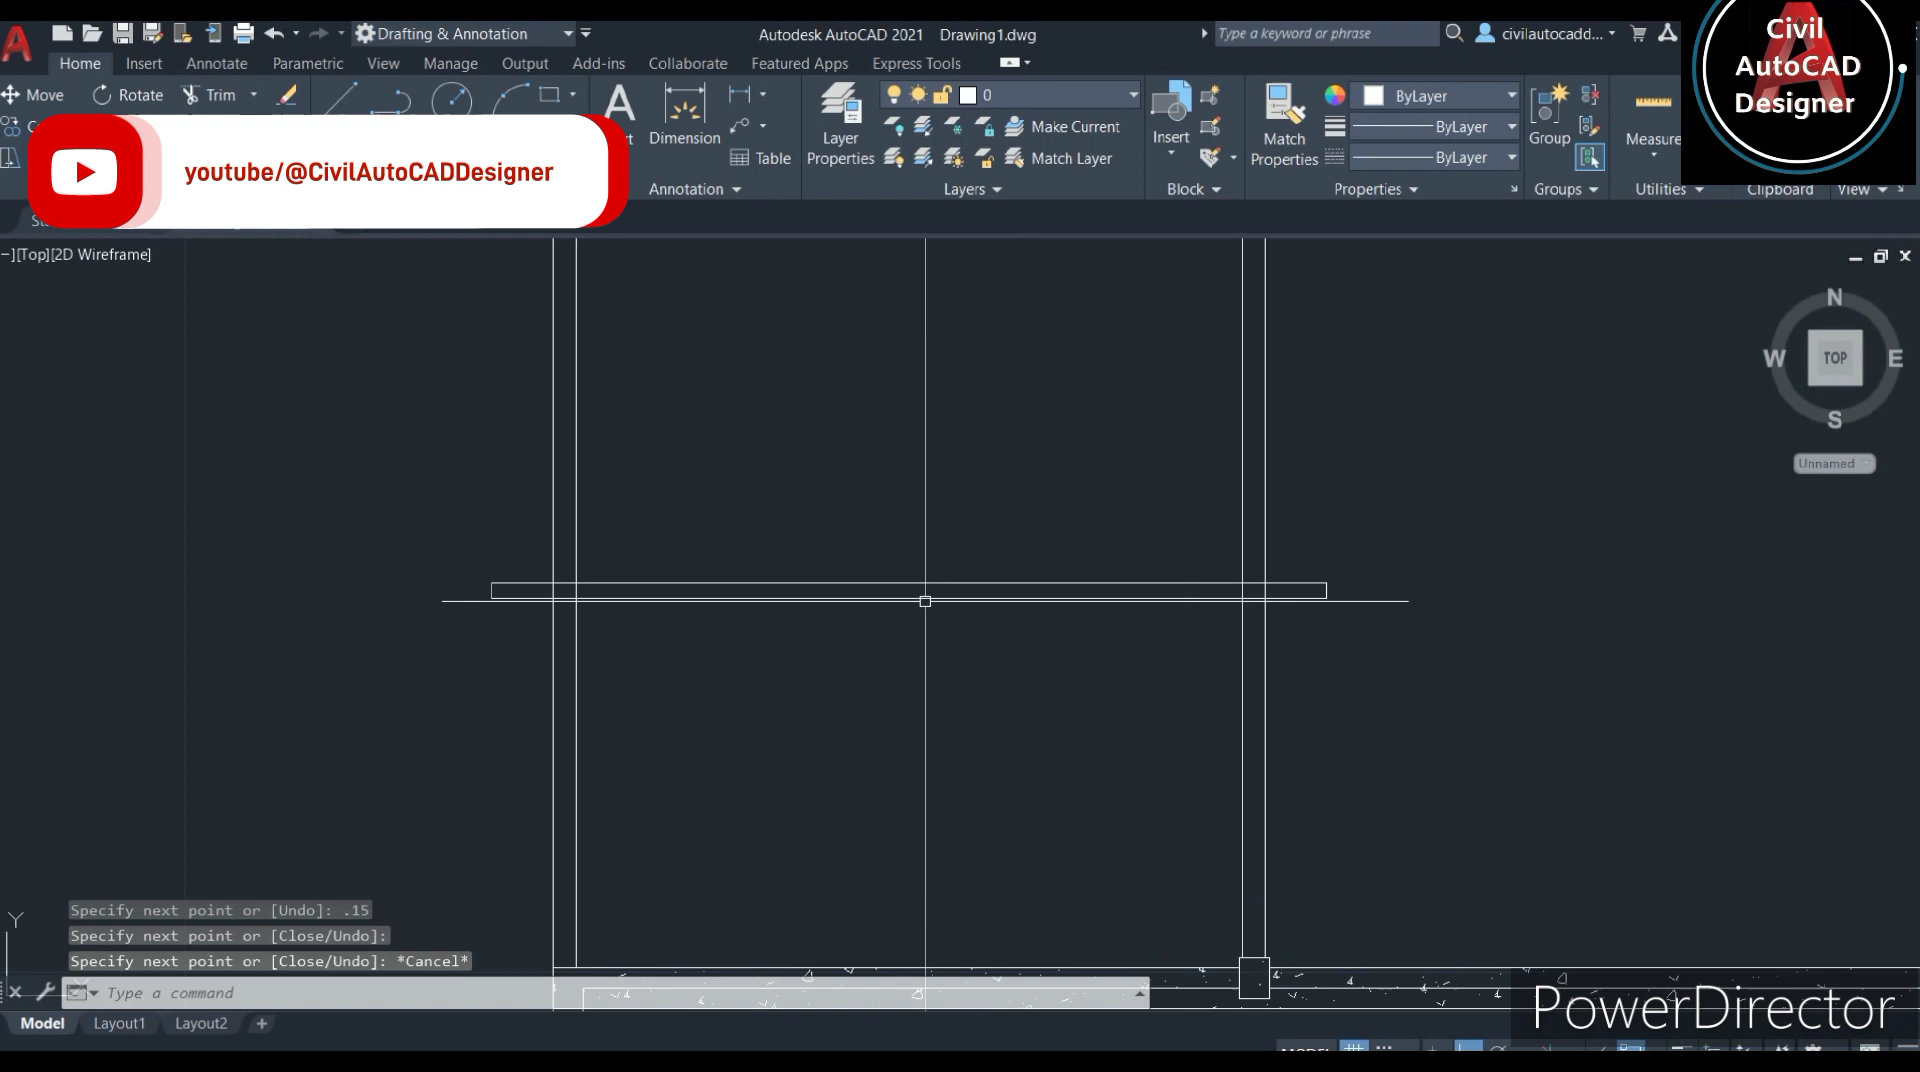 Drafting & Annotation
Autodesk AutoCAD 2021 Drawing1.dwg
Type a keyword or phrase
civilautocadd...
Civil
AutoCAD
Designer
Home Insert Annotate Parametric View Manage Output Add-ins Collaborate Featured Apps Express Tools
Move Rotate Trim
0
ByLayer
Make Current
ByLayer
Dimension
Layer
Properties
Insert
Match
Properties
Group
Measure
Table
Match Layer
ByLayer
youtube/@CivilAutoCADDesigner
Annotation Layers Block Properties Groups Utilities Clipboard View
–][Top][2D Wireframe]
N
W TOP E
S
Unnamed
Y
Specify next point or [Undo]: .15
Specify next point or [Close/Undo]:
Specify next point or [Close/Undo]: *Cancel*
Type a command
PowerDirector
Model Layout1 Layout2 +